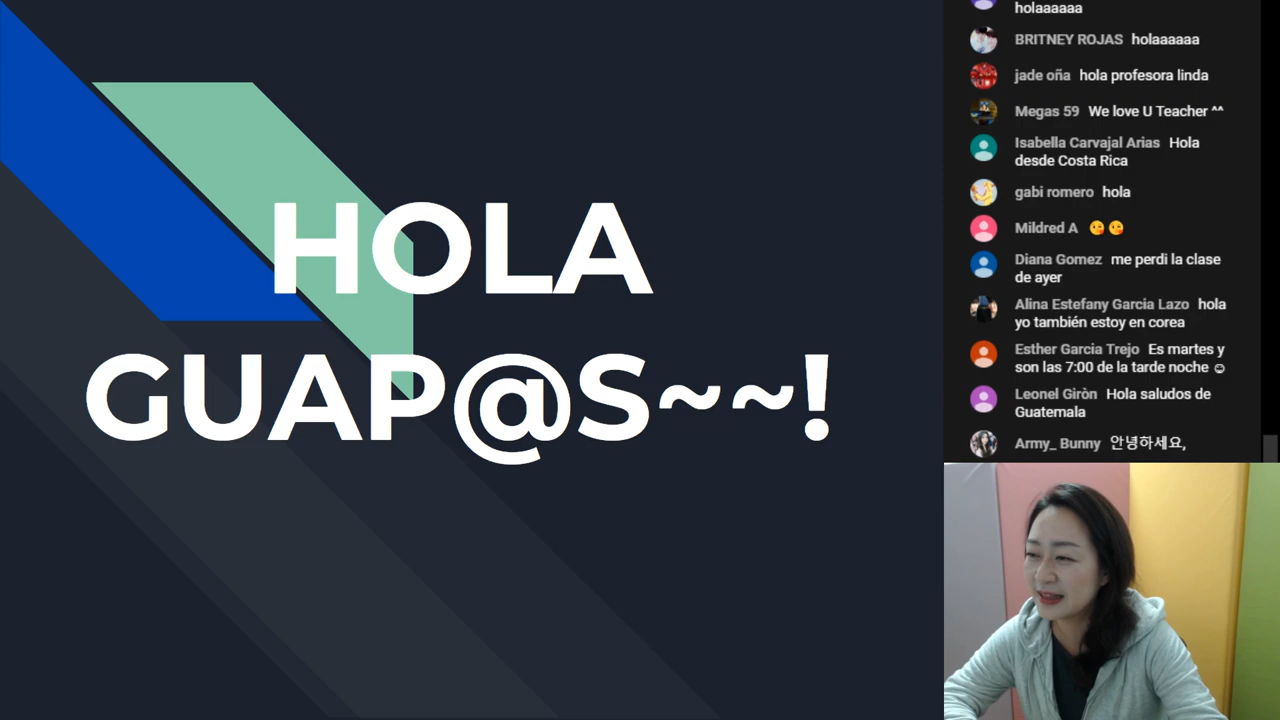 HOLA
GUAP@S~~!
holaaaaaa
BRITNEY ROJAS holaaaaaa
jade oña hola profesora linda
Megas 59 We love U Teacher ^^
Isabella Carvajal Arias Hola
desde Costa Rica
gabi romero hola
Mildred A 😘😘
Diana Gomez me perdi la clase
de ayer
Alina Estefany Garcia Lazo hola
yo también estoy en corea
Esther Garcia Trejo Es martes y
son las 7:00 de la tarde noche ☺
Leonel Giròn Hola saludos de
Guatemala
Army_ Bunny 안녕하세요,